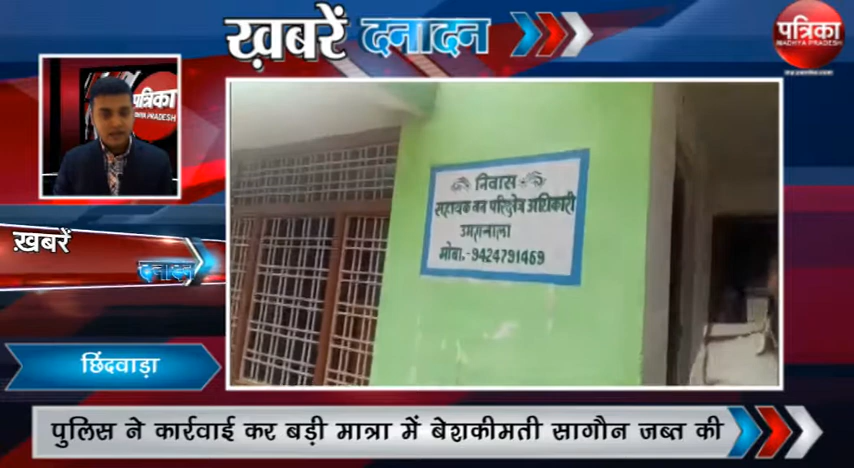 ख़बरें दनादन
पत्रिका
MADHYA PRADESH
पत्रिका
निवास
सहायक वन परिक्षेत्र अधिकारी
उमरानाला
मोबा.-9424791469
ख़बरें
दनादन
छिंदवाड़ा
पुलिस ने कार्रवाई कर बड़ी मात्रा में बेशकीमती सागौन जब्त की